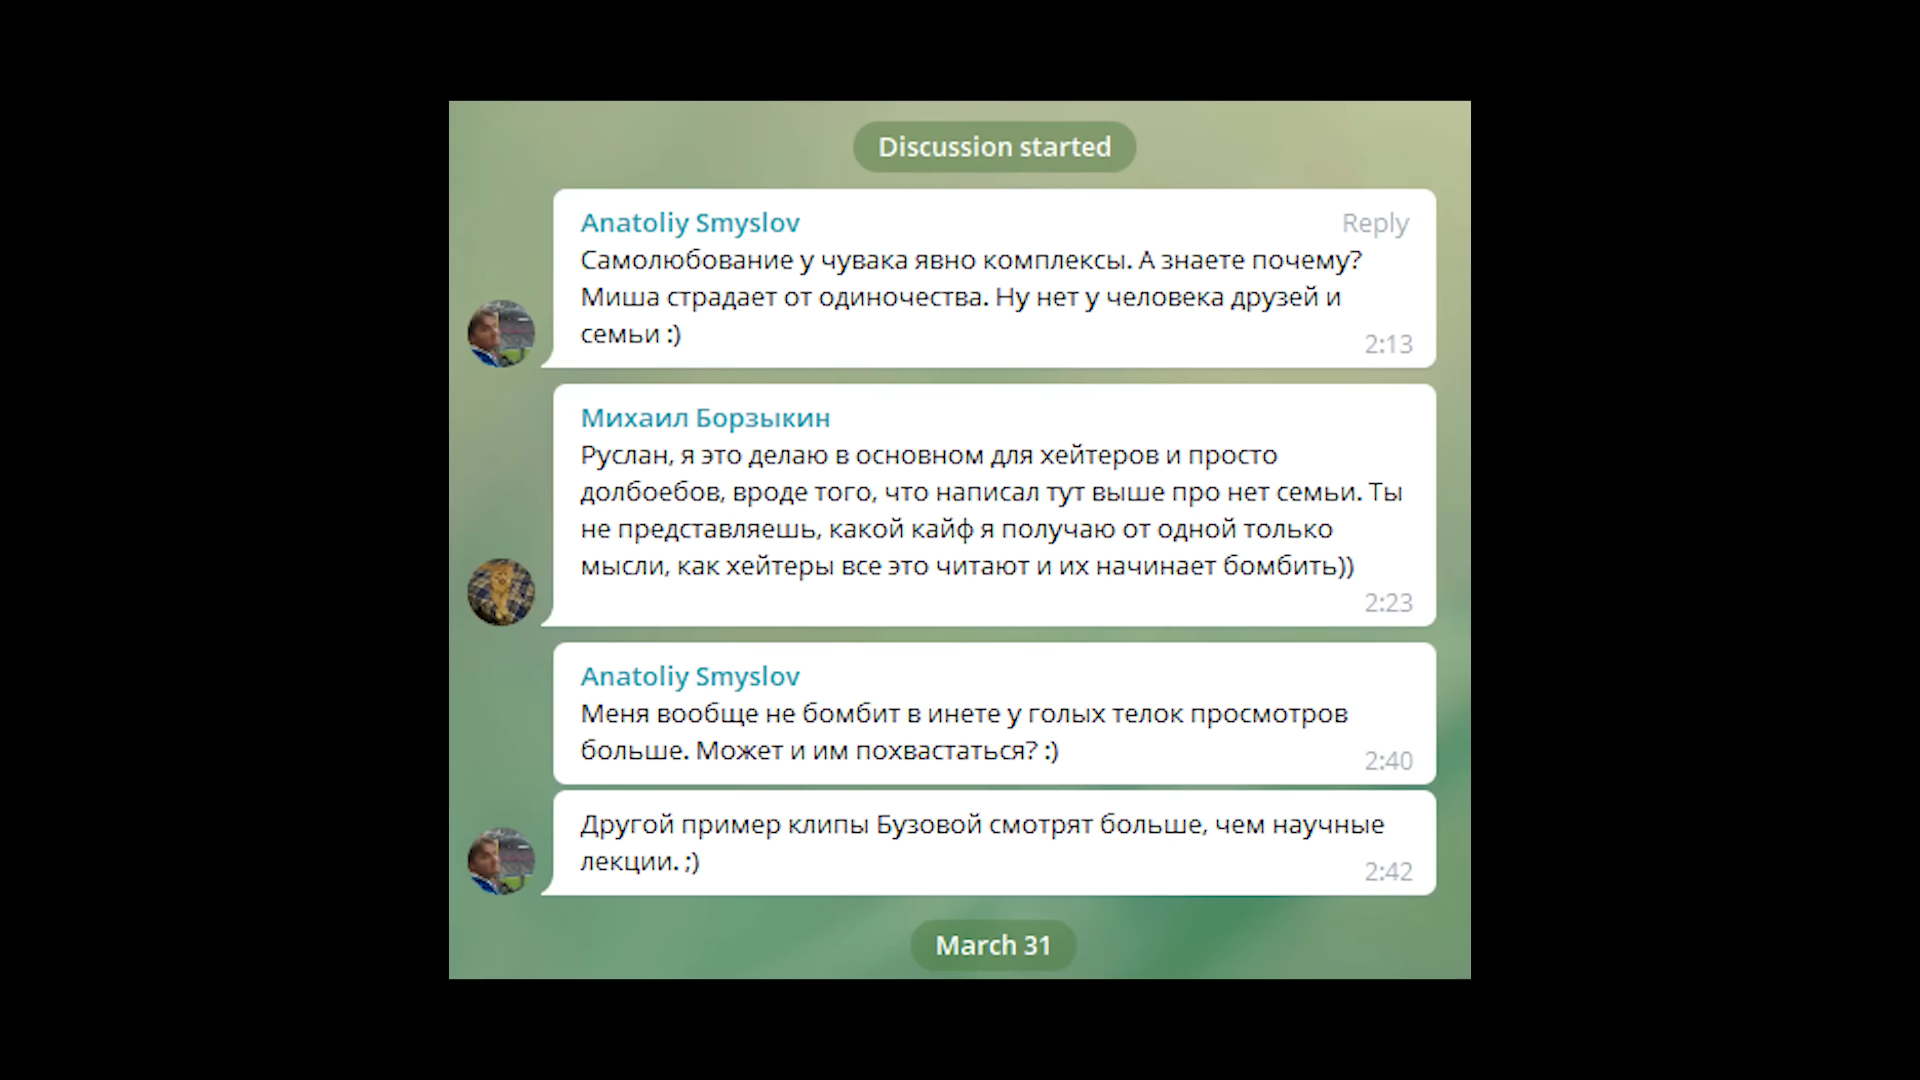 Discussion started
Anatoliy Smyslov
Reply
Самолюбование у чувака явно комплексы. А знаете почему?
Миша страдает от одиночества. Ну нет у человека друзей и
семьи :)
2:13
Михаил Борзыкин
Руслан, я это делаю в основном для хейтеров и просто
долбоебов, вроде того, что написал тут выше про нет семьи. Ты
не представляешь, какой кайф я получаю от одной только
мысли, как хейтеры все это читают и их начинает бомбить))
2:23
Anatoliy Smyslov
Меня вообще не бомбит в инете у голых телок просмотров
больше. Может и им похвастаться? :)
2:40
Другой пример клипы Бузовой смотрят больше, чем научные
лекции. ;)
2:42
March 31